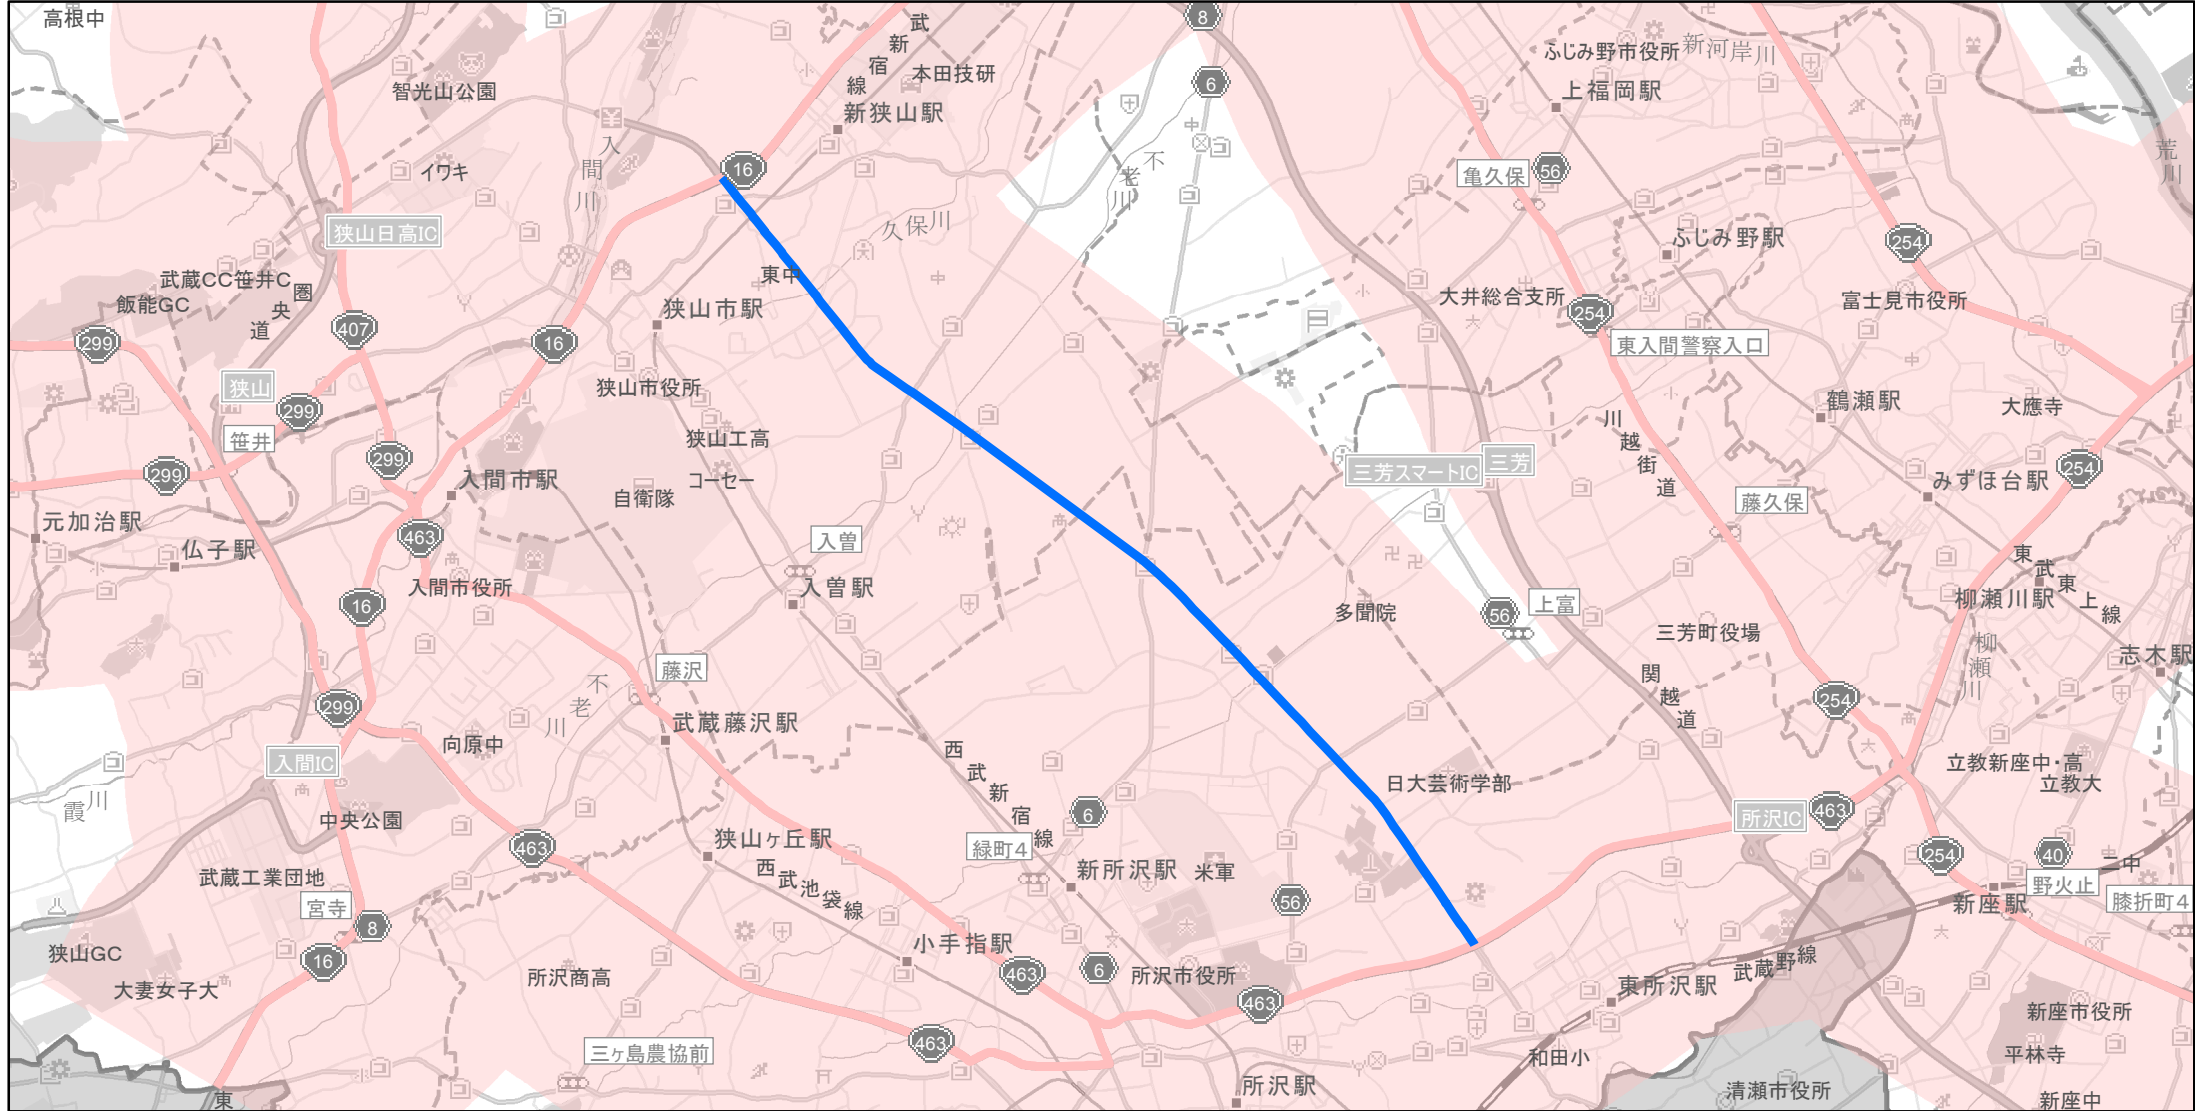 高根中
8
武新宿線
6
ふじみ野市役所
新河岸川
智光山公園
本田技研
新狭山駅
上福岡駅
入間川
16
不老川
亀久保
56
荒川
イワキ
狭山日高IC
久保川
ふじみ野駅
254
武蔵CC笹井C
圏央道
東中
飯能GC
狭山市駅
大井総合支所
富士見市役所
299
407
16
254
東入間警察入口
狭山
狭山市役所
299
鶴瀬駅
大應寺
笹井
狭山工高
川越街道
299
299
入間市駅
コーセー
自衛隊
三芳スマートIC
三芳
254
みずほ台駅
藤久保
元加治駅
463
仏子駅
入曽
東武東上線
入間市役所
入曽駅
16
多聞院
56
上富
柳瀬川駅
三芳町役場
柳瀬川
志木駅
藤沢
関越道
299
不老川
武蔵藤沢駅
254
向原中
入間IC
西武新宿線
日大芸術学部
立教新座中・高
立教大
霞川
中央公園
6
所沢IC
463
463
狭山ヶ丘駅
緑町4
254
40
二中
武蔵工業団地
西武池袋線
新所沢駅
米軍
野火止
宮寺
8
56
新座駅
膝折町4
狭山GC
16
小手指駅
463
6
所沢市役所
武蔵野線
所沢商高
大妻女子大
463
東所沢駅
新座市役所
463
三ヶ島農協前
和田小
平林寺
所沢駅
清瀬市役所
東
新座中